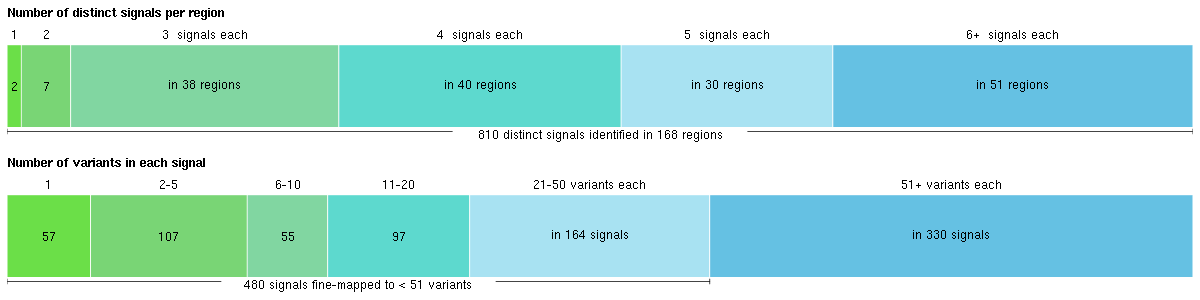 Number of distinct signals per region
1 2 3 signals each 4 signals each 5 signals each 6+ signals each
2 7 in 38 regions in 40 regions in 30 regions in 51 regions
810 distinct signals identified in 168 regions
Number of variants in each signal
1 2-5 6-10 11-20 21-50 variants each 51+ variants each
57 107 55 97 in 164 signals in 330 signals
480 signals fine-mapped to < 51 variants